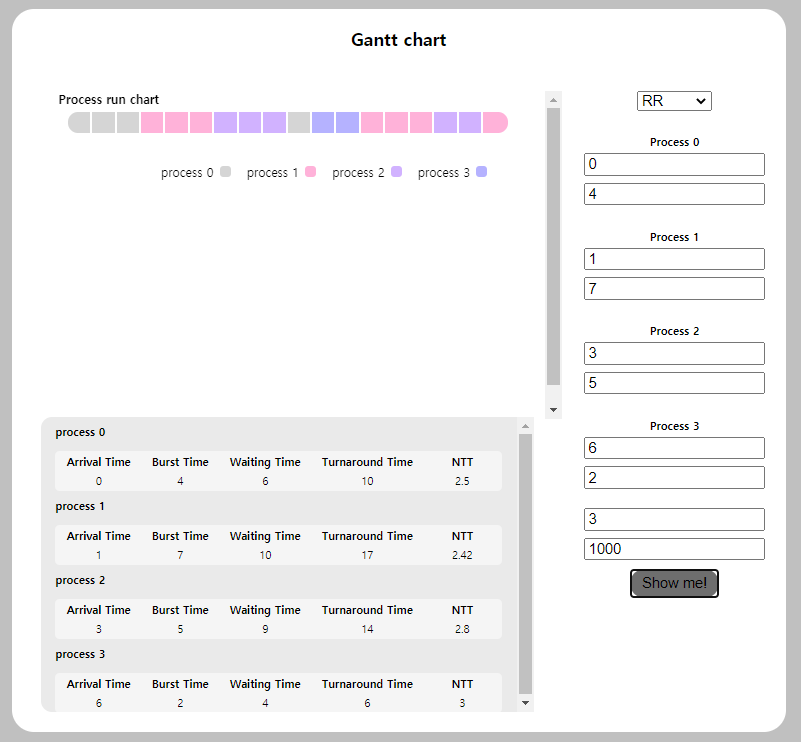 Gantt chart
Process run chart
process 0 process 1 process 2 process 3
process 0
Arrival Time Burst Time Waiting Time Turnaround Time NTT
0 4 6 10 2.5
process 1
Arrival Time Burst Time Waiting Time Turnaround Time NTT
1 7 10 17 2.42
process 2
Arrival Time Burst Time Waiting Time Turnaround Time NTT
3 5 9 14 2.8
process 3
Arrival Time Burst Time Waiting Time Turnaround Time NTT
6 2 4 6 3
RR
Process 0
0
4
Process 1
1
7
Process 2
3
5
Process 3
6
2
3
1000
Show me!